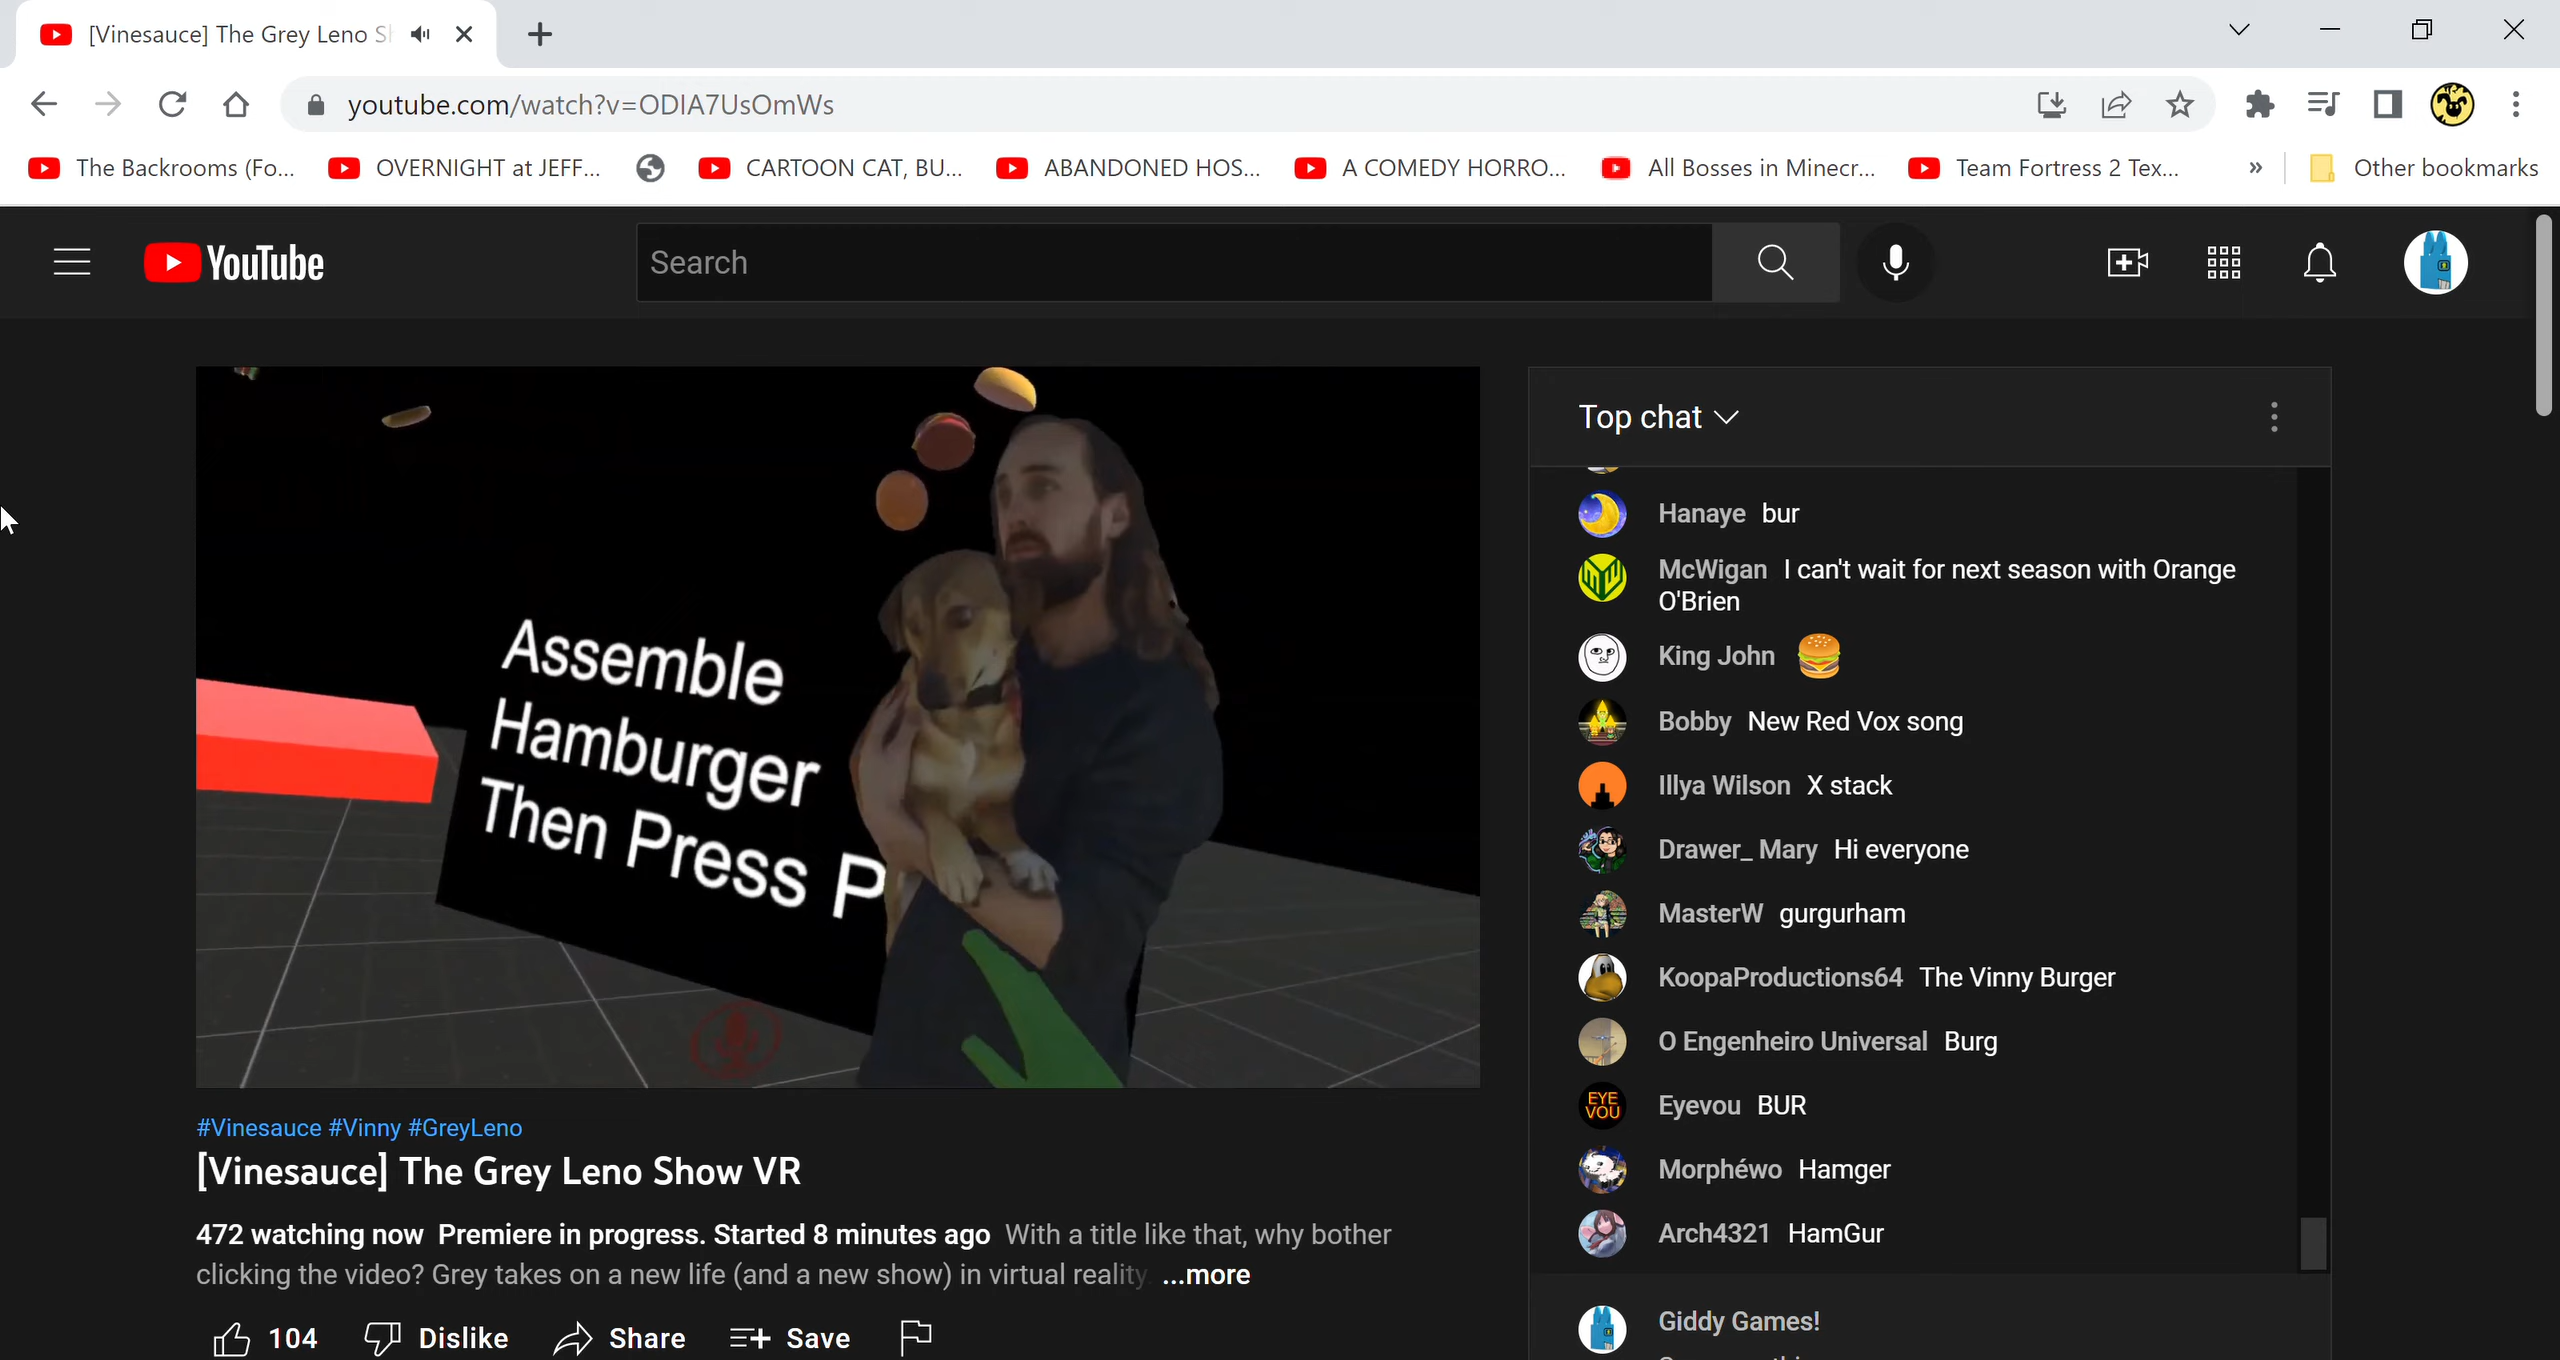 [Vinesauce] The Grey Leno S
youtube.com/watch?v=ODIA7UsOmWs
The Backrooms (Fo...
OVERNIGHT at JEFF...
CARTOON CAT, BU...
ABANDONED HOS...
A COMEDY HORRO...
All Bosses in Minecr...
Team Fortress 2 Tex...
»
Other bookmarks
YouTube
Search
Assemble
Hamburger
Then Press P
#Vinesauce #Vinny #GreyLeno
[Vinesauce] The Grey Leno Show VR
472 watching now Premiere in progress. Started 8 minutes ago With a title like that, why bother
clicking the video? Grey takes on a new life (and a new show) in virtual reality ...more
104
Dislike
Share
Save
Top chat
Hanaye bur
McWigan I can't wait for next season with Orange
O'Brien
King John 🍔
Bobby New Red Vox song
Illya Wilson X stack
Drawer_ Mary Hi everyone
MasterW gurgurham
KoopaProductions64 The Vinny Burger
O Engenheiro Universal Burg
EYE
VOU
Eyevou BUR
Morphéwo Hamger
Arch4321 HamGur
Giddy Games!